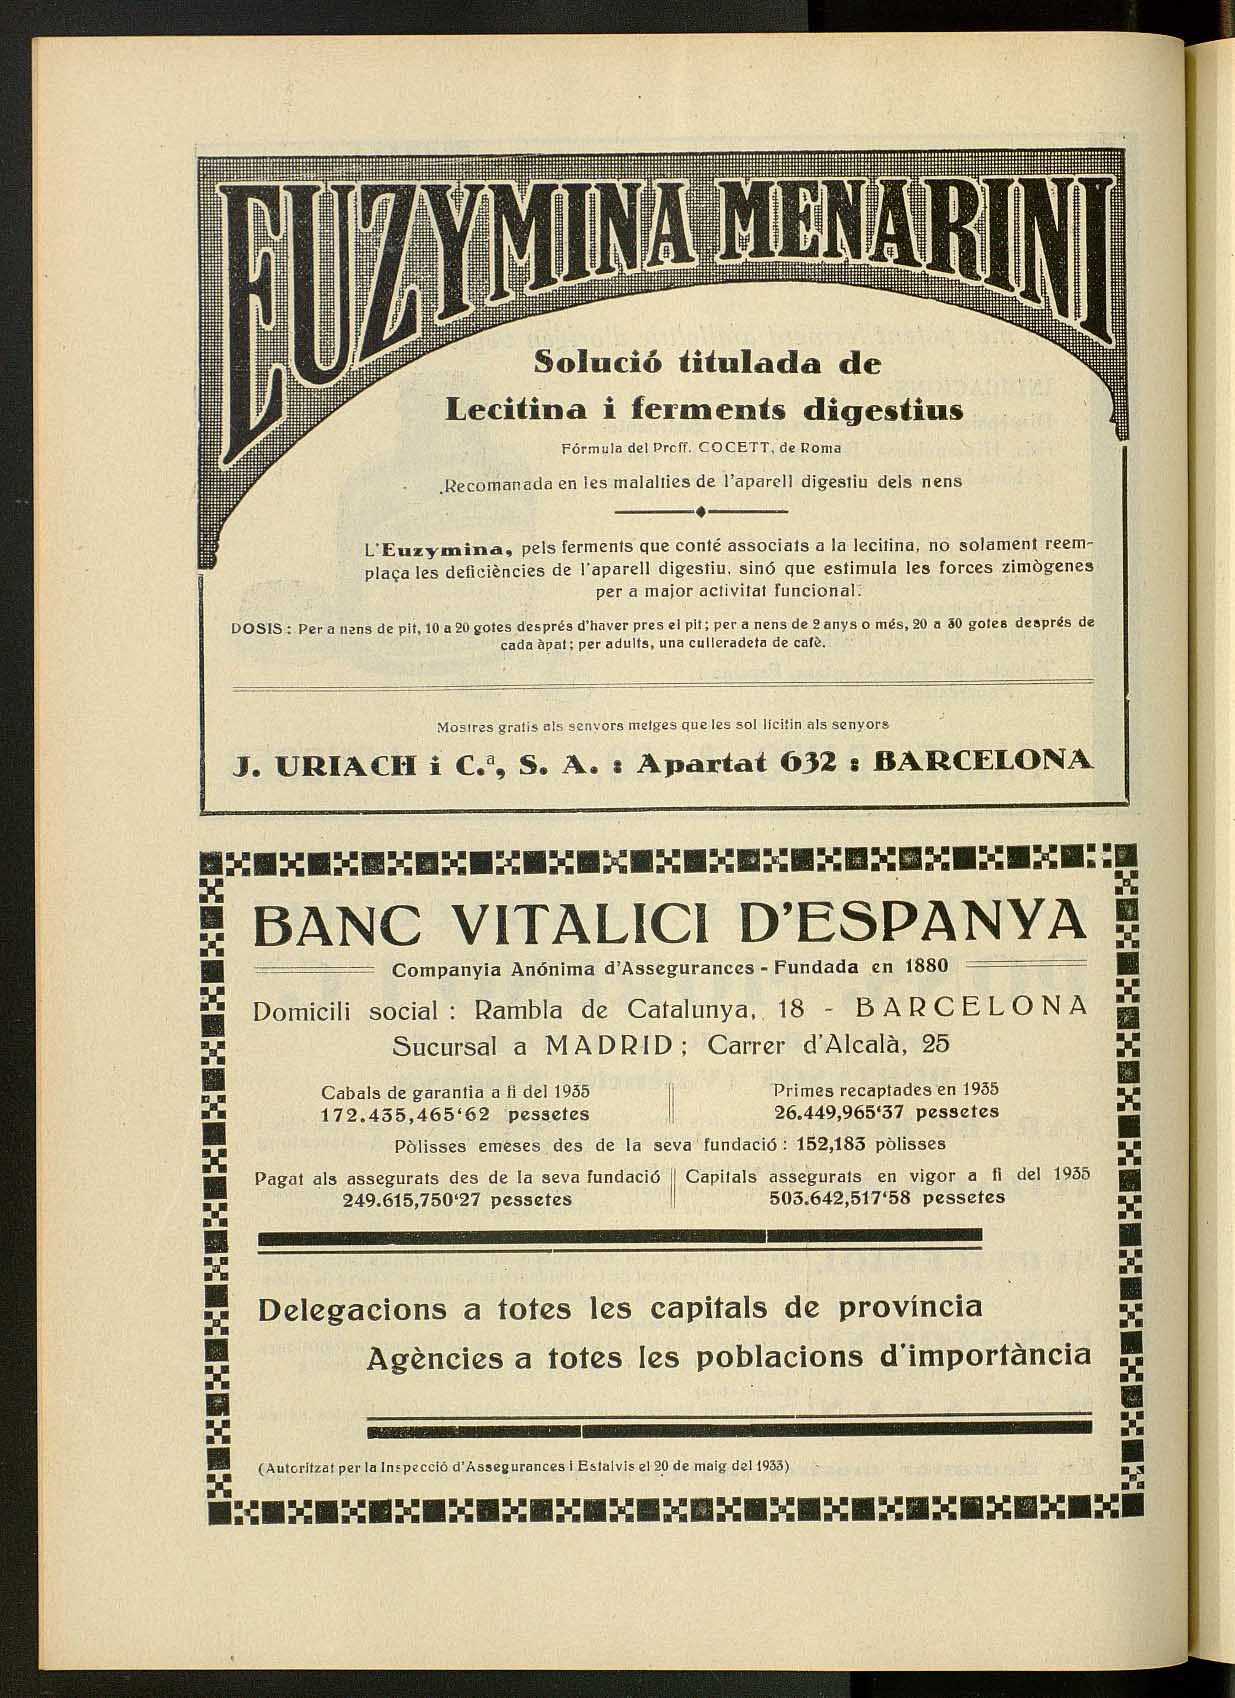 EUZYMINA MENARINI
Solució titulada de
Lecitina i ferments digestius
Fórmula del Proff. COCETT, de Roma
Recomanada en les malalties de l'aparell digestiu dels nens
L'Euzymina, pels ferments que conté associats a la lecitina, no solament reem-
plaça les deficiències de l'aparell digestiu, sinó que estimula les forces zimògenes
per a major activitat funcional.
DOSIS : Per a nens de pit, 10 a 20 gotes després d'haver pres el pit; per a nens de 2 anys o més, 20 a 30 gotes després de
cada àpat; per adults, una culleradeta de cafè.
Mostres gratis als senyors metges que les sol licitin als senyors
J. URIACH i C.ª, S. A. : Apartat 632 : BARCELONA
BANC VITALICI D'ESPANYA
Companyia Anónima d'Assegurances - Fundada en 1880
Domicili social : Rambla de Catalunya, 18 - BARCELONA
Sucursal a MADRID ; Carrer d'Alcalà, 25
Cabals de garantia a fi del 1935
172.435,465'62 pessetes
Primes recaptades en 1935
26.449,965'37 pessetes
Pòlisses emeses des de la seva fundació : 152,183 pòlisses
Pagat als assegurats des de la seva fundació
249.615,750'27 pessetes
Capitals assegurats en vigor a fi del 1935
503.642,517'58 pessetes
Delegacions a totes les capitals de província
Agències a totes les poblacions d'importància
(Autoritzat per la Inspecció d'Assegurances i Estalvis el 20 de maig del 1933)